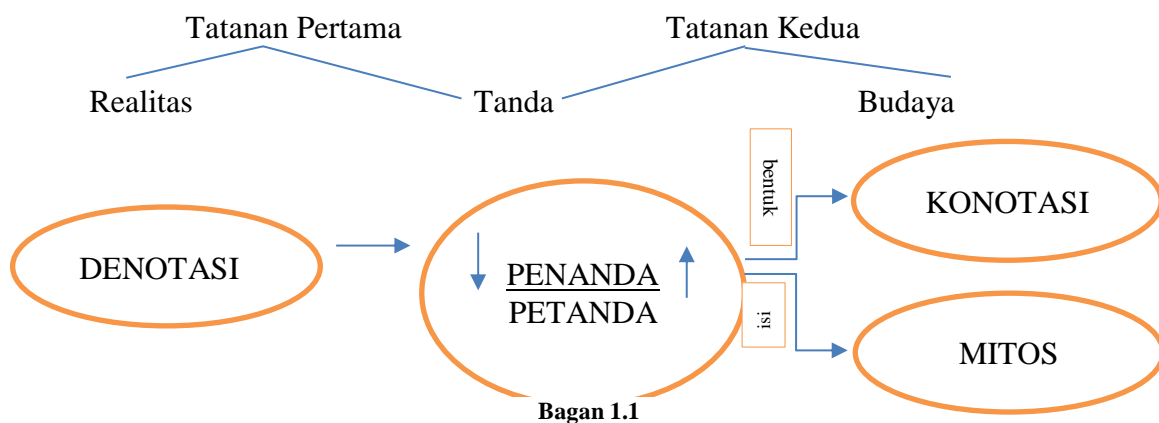 Tatanan Pertama Tatanan Kedua
Realitas Tanda Budaya
bentuk
KONOTASI
DENOTASI
PENANDA
PETANDA
isi
MITOS
Bagan 1.1